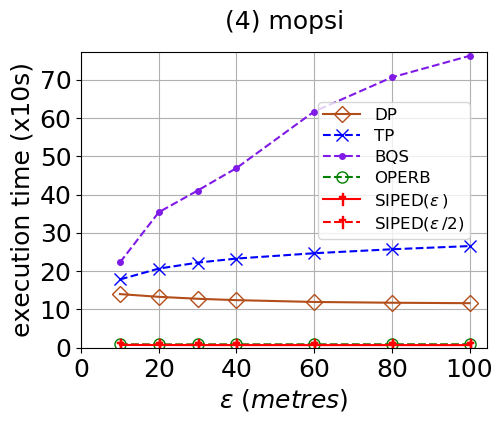 (4) mopsi
execution time (x10s)
70
60
50
40
30
20
10
0
DP
TP
BQS
OPERB
SIPED(ε)
SIPED(ε/2)
0 20 40 60 80 100
ε (metres)